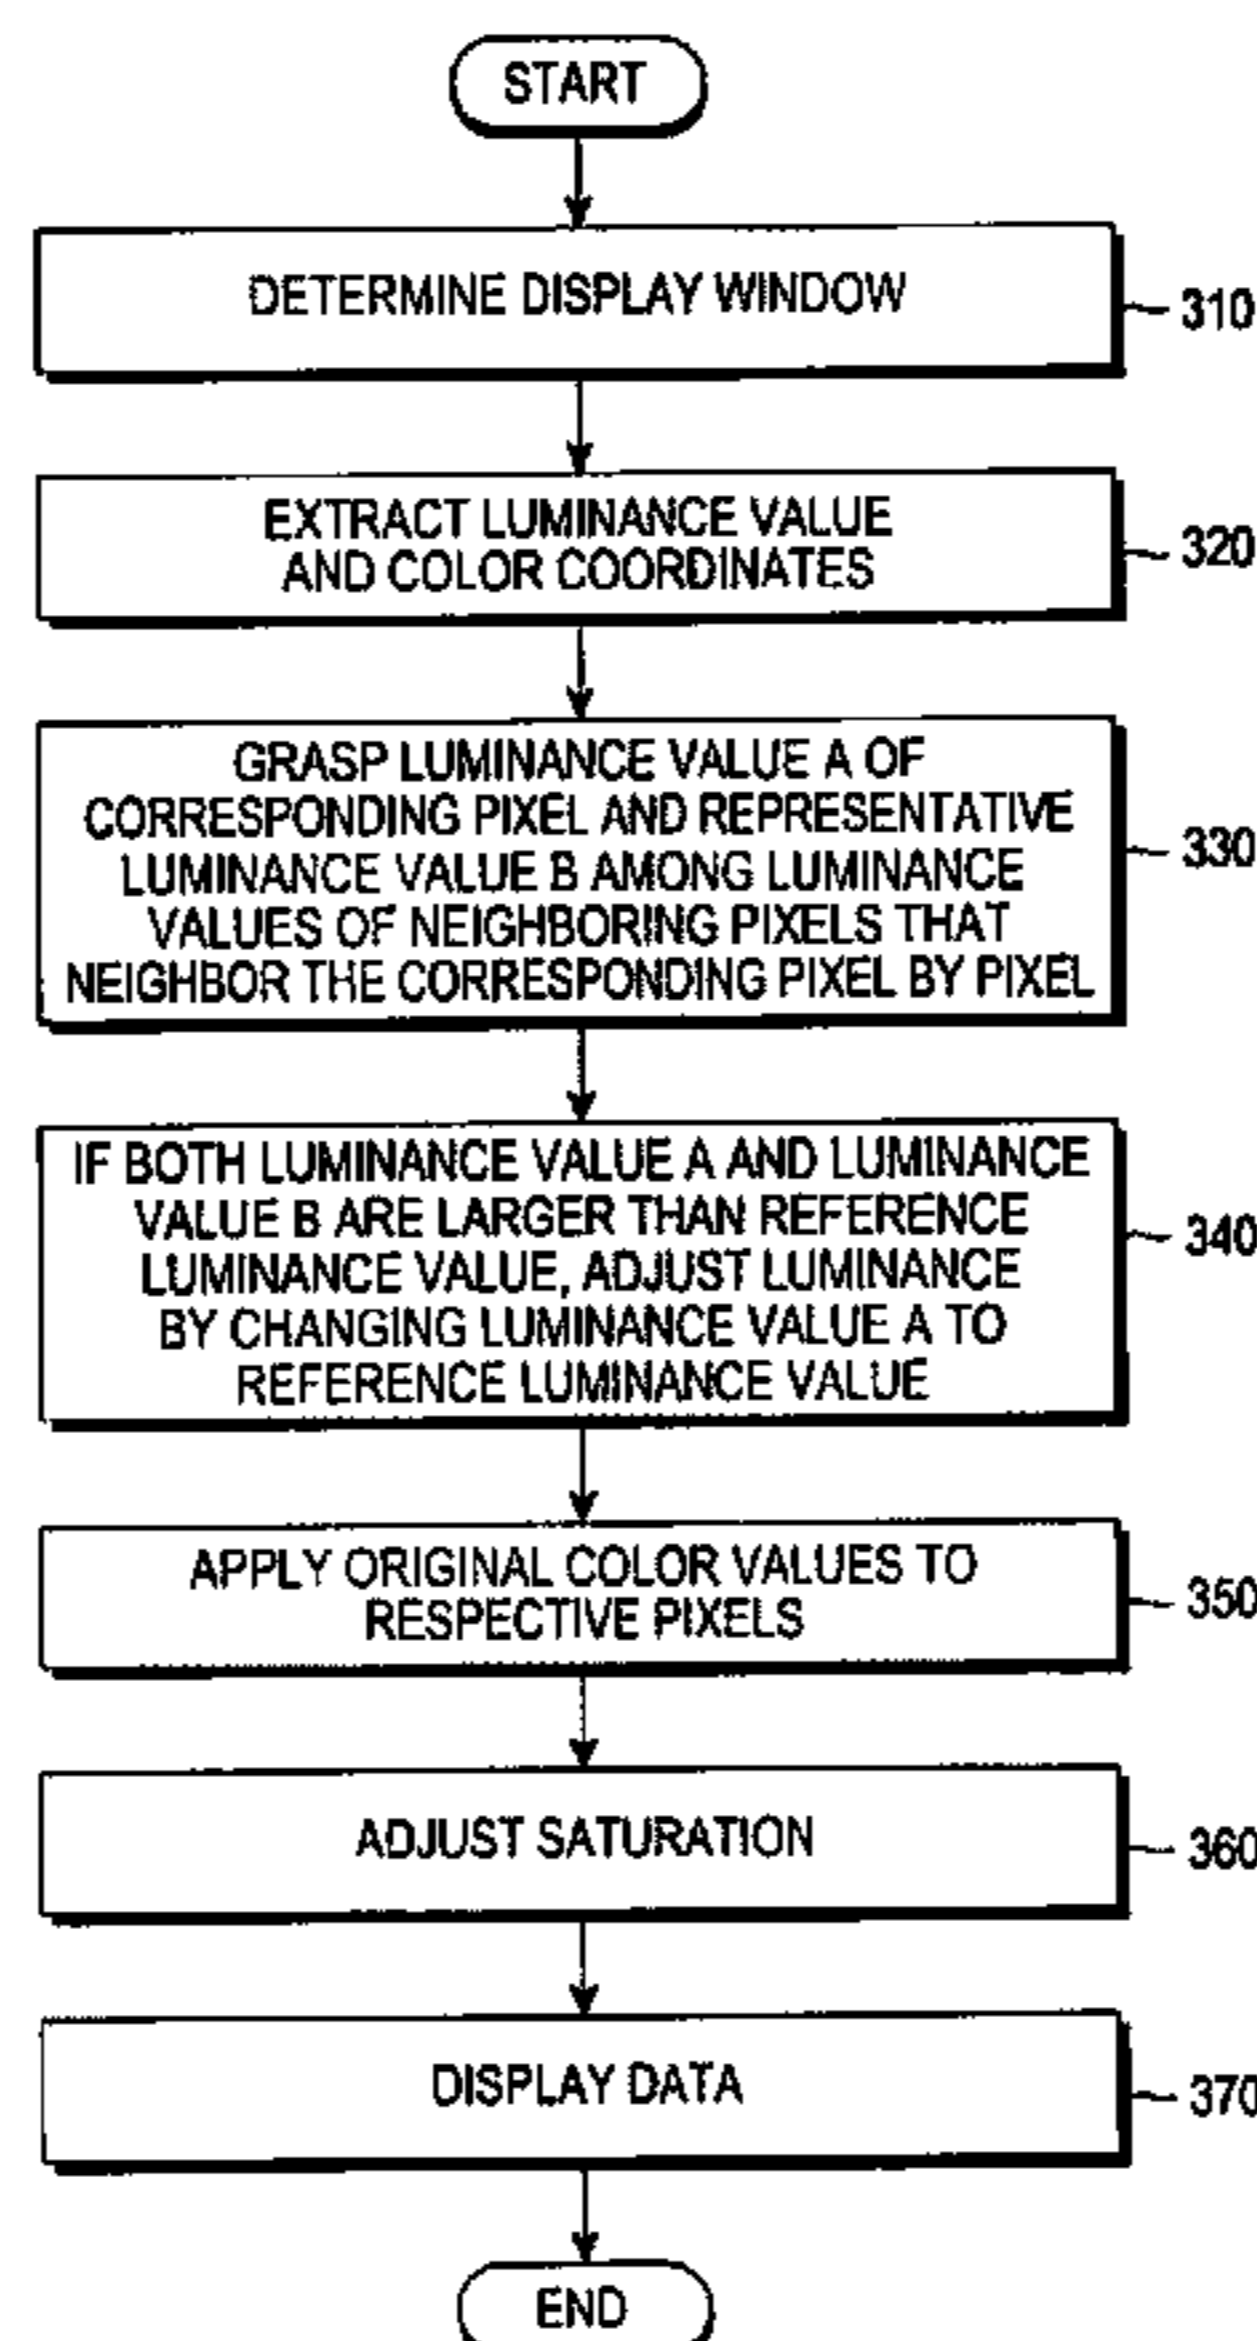 START
DETERMINE DISPLAY WINDOW
310
EXTRACT LUMINANCE VALUE
AND COLOR COORDINATES
320
GRASP LUMINANCE VALUE A OF
CORRESPONDING PIXEL AND REPRESENTATIVE
LUMINANCE VALUE B AMONG LUMINANCE
VALUES OF NEIGHBORING PIXELS THAT
NEIGHBOR THE CORRESPONDING PIXEL BY PIXEL
330
IF BOTH LUMINANCE VALUE A AND LUMINANCE
VALUE B ARE LARGER THAN REFERENCE
LUMINANCE VALUE, ADJUST LUMINANCE
BY CHANGING LUMINANCE VALUE A TO
REFERENCE LUMINANCE VALUE
340
APPLY ORIGINAL COLOR VALUES TO
RESPECTIVE PIXELS
350
ADJUST SATURATION
360
DISPLAY DATA
370
END